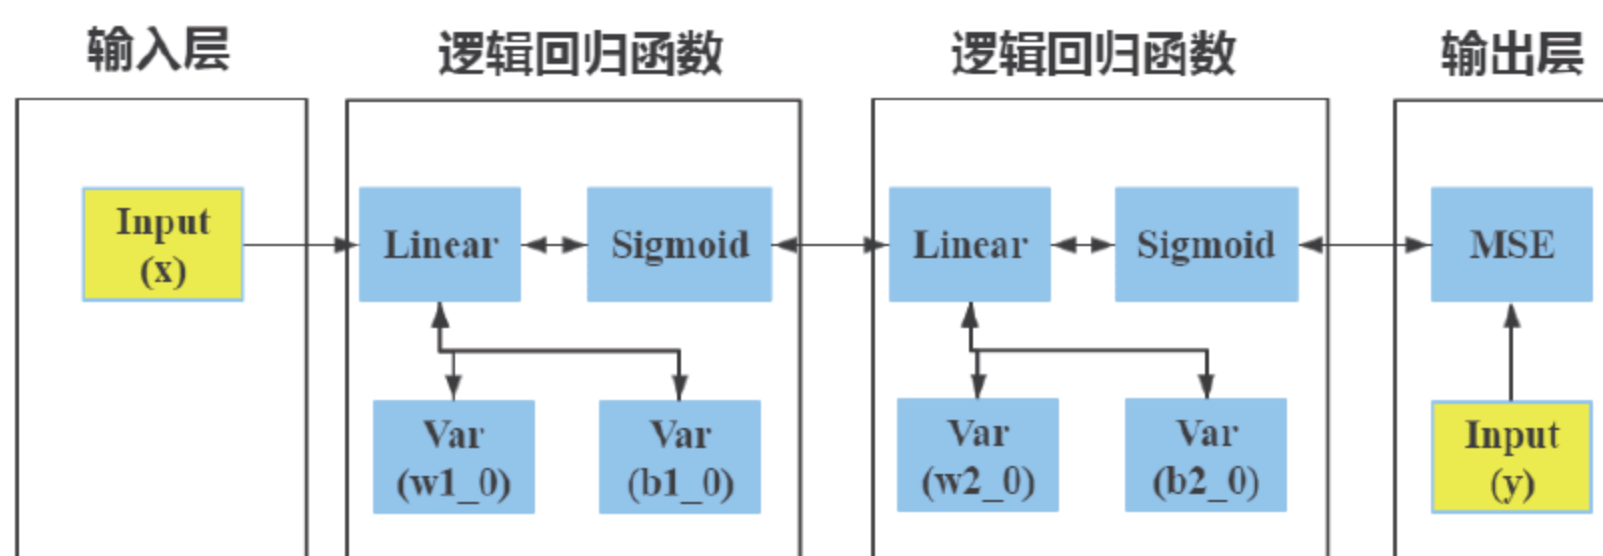 输入层
逻辑回归函数
逻辑回归函数
输出层
Input
(x)
Linear
Sigmoid
Linear
Sigmoid
MSE
Var
(w1_0)
Var
(b1_0)
Var
(w2_0)
Var
(b2_0)
Input
(y)